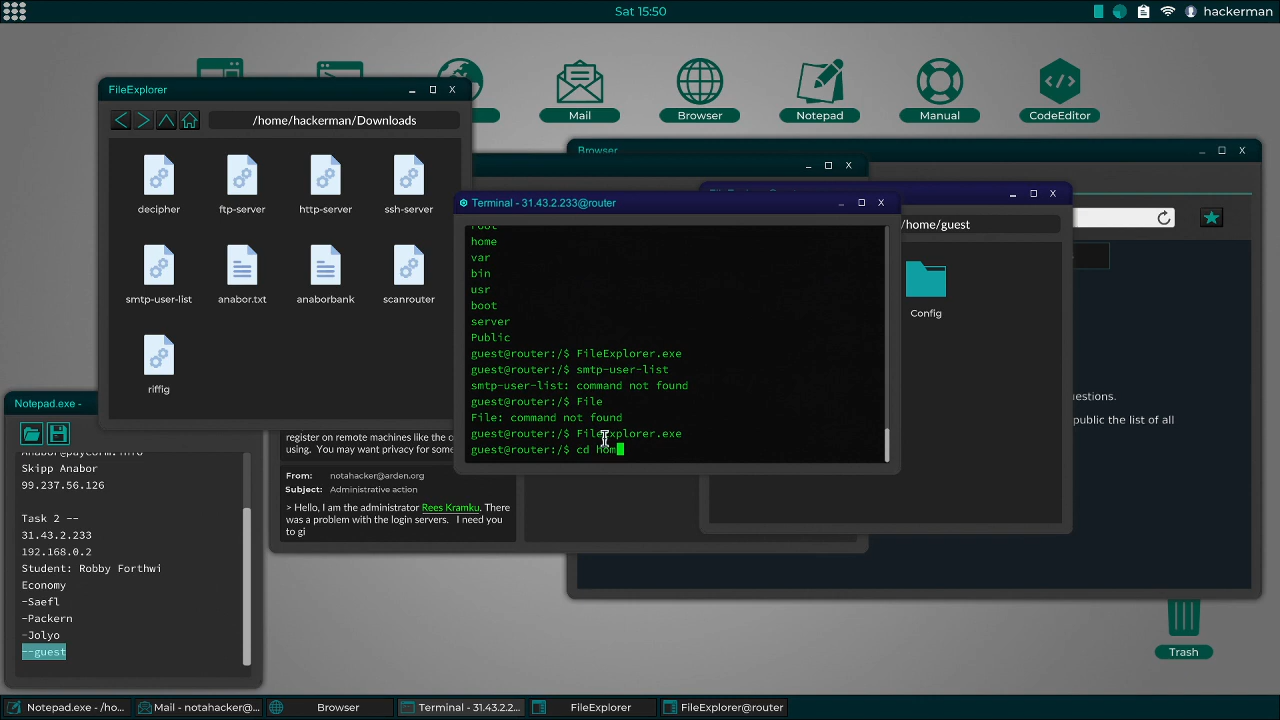 Sat 15:50
hackerman
Mail
Browser
Notepad
Manual
CodeEditor
FileExplorer
/home/hackerman/Downloads
decipher
ftp-server
http-server
ssh-server
smtp-user-list
anabor.txt
anaborbank
scanrouter
riffig
Browser
/home/guest
Config
Terminal - 31.43.2.233@router
root
home
var
bin
usr
boot
server
Public
guest@router:/$ FileExplorer.exe
guest@router:/$ smtp-user-list
smtp-user-list: command not found
guest@router:/$ File
File: command not found
guest@router:/$ FileExplorer.exe
guest@router:/$ cd hom
public the list of all
register on remote machines like the
using. You may want privacy for
From: notahacker@arden.org
Subject: Administrative action
> Hello, I am the administrator Rees Kramku. There
was a problem with the login servers. I need you
to gi
Notepad.exe -
Skipp Anabor
99.237.56.126
Task 2 --
31.43.2.233
192.168.0.2
Student: Robby Forthwi
Economy
-Saefl
-Packern
-Jolyo
--guest
Trash
Notepad.exe - /ho...
Mail - notahacker@...
Browser
Terminal - 31.43.2.2...
FileExplorer
FileExplorer@router